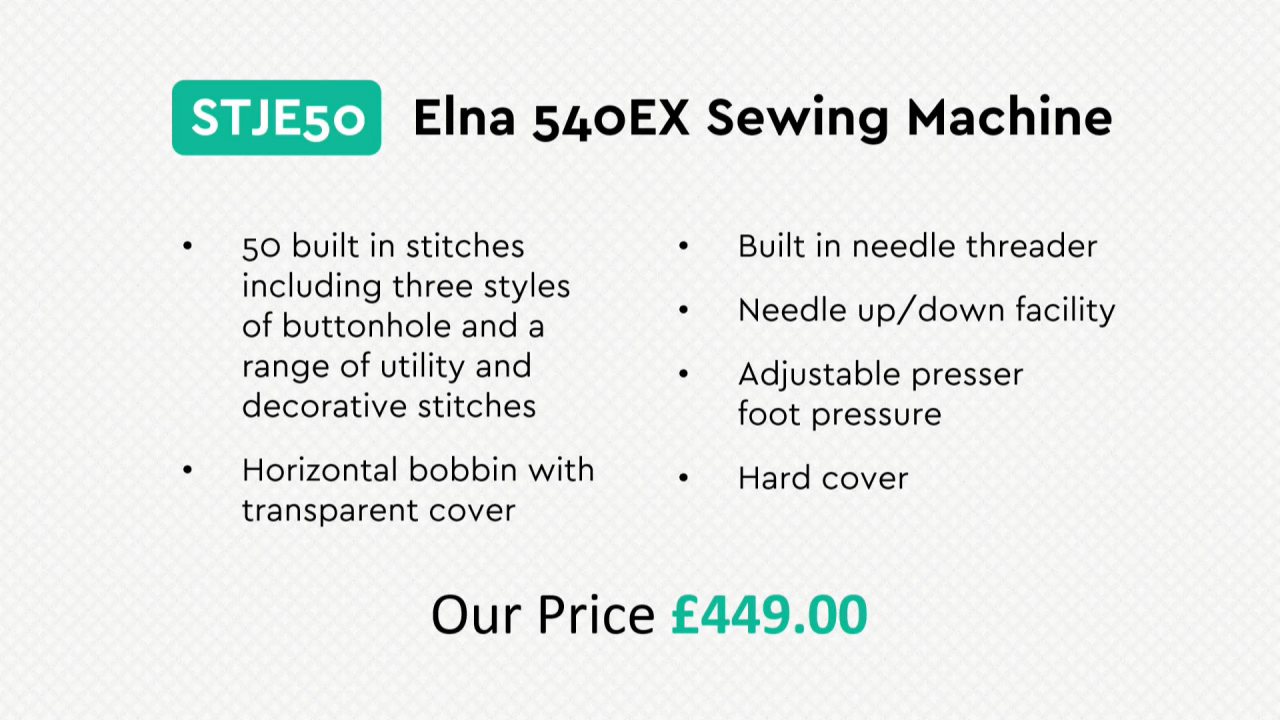 STJE50 Elna 540EX Sewing Machine
• 50 built in stitches
including three styles
of buttonhole and a
range of utility and
decorative stitches
• Horizontal bobbin with
transparent cover
• Built in needle threader
• Needle up/down facility
• Adjustable presser
foot pressure
• Hard cover
Our Price £449.00